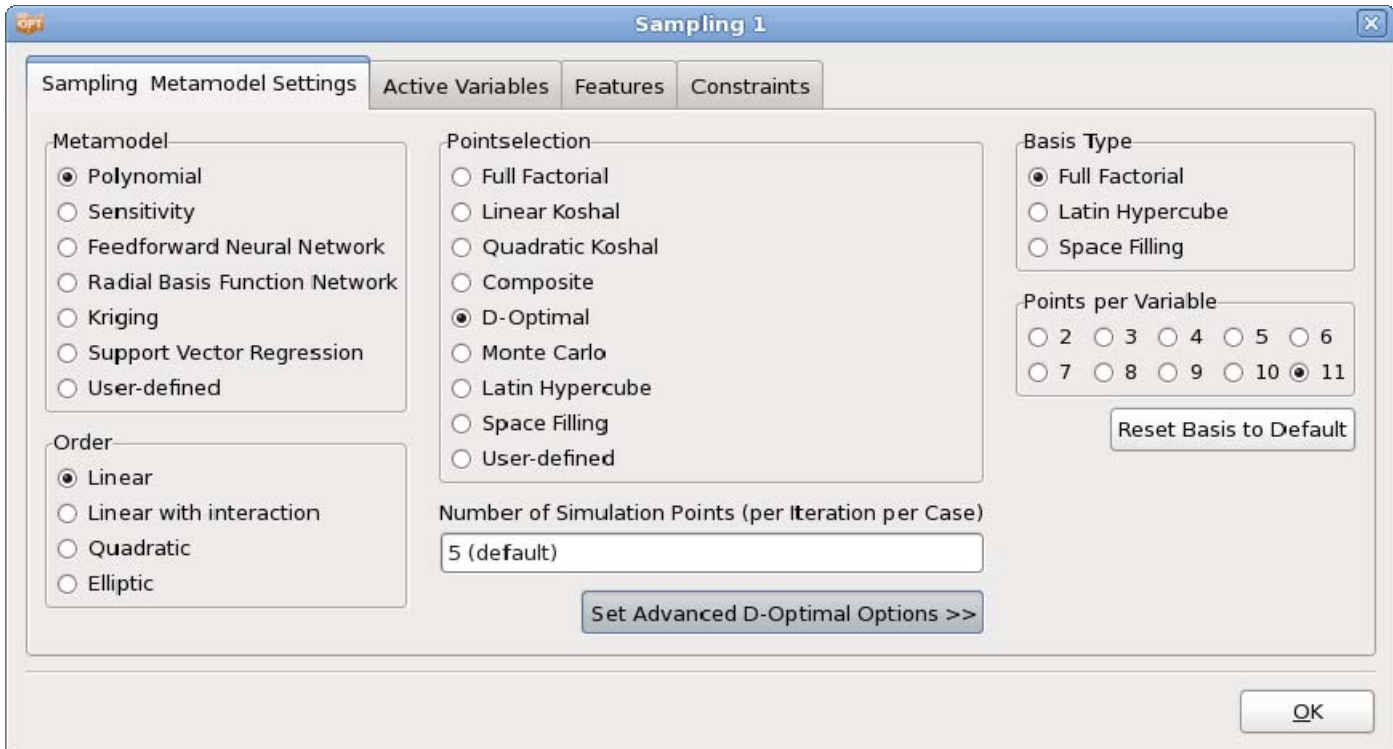 OPT
Sampling 1
Sampling Metamodel Settings
Active Variables
Features
Constraints
Metamodel
Polynomial
Sensitivity
Feedforward Neural Network
Radial Basis Function Network
Kriging
Support Vector Regression
User-defined
Order
Linear
Linear with interaction
Quadratic
Elliptic
Pointselection
Full Factorial
Linear Koshal
Quadratic Koshal
Composite
D-Optimal
Monte Carlo
Latin Hypercube
Space Filling
User-defined
Number of Simulation Points (per Iteration per Case)
5 (default)
Set Advanced D-Optimal Options >>
Basis Type
Full Factorial
Latin Hypercube
Space Filling
Points per Variable
2 3 4 5 6
7 8 9 10 11
Reset Basis to Default
OK